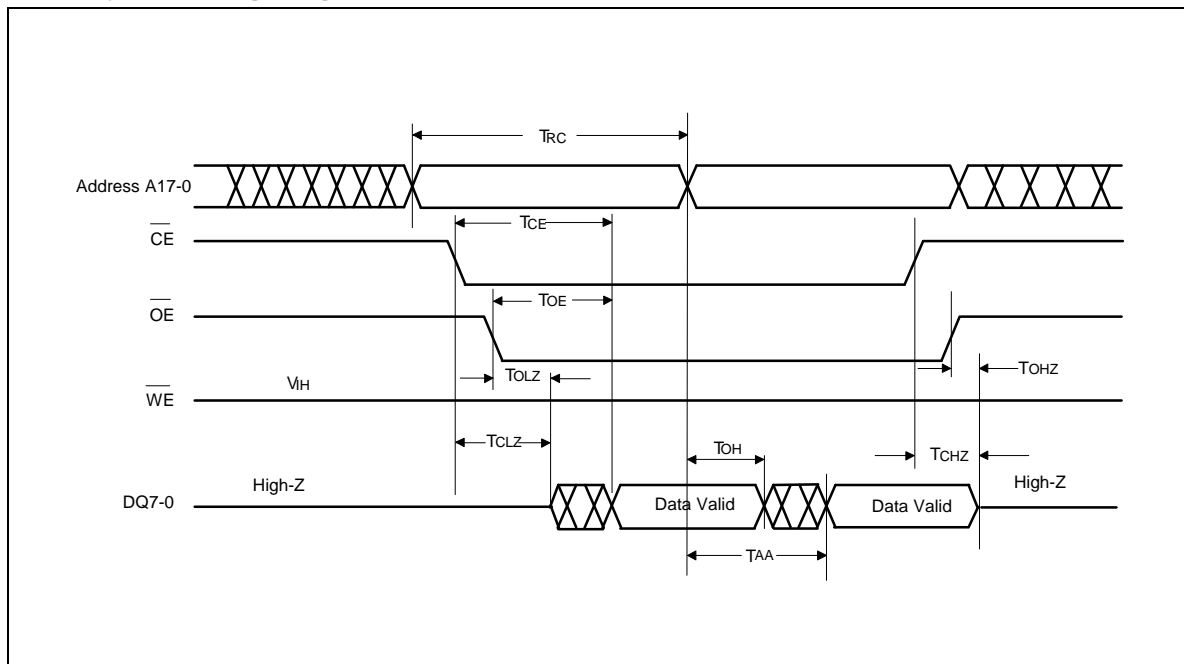 TRC
Address A17-0
TCE
CE
TOE
OE
TOLZ
TOHZ
VIH
WE
TCLZ
TOH
TCHZ
High-Z
High-Z
DQ7-0
Data Valid
Data Valid
TAA